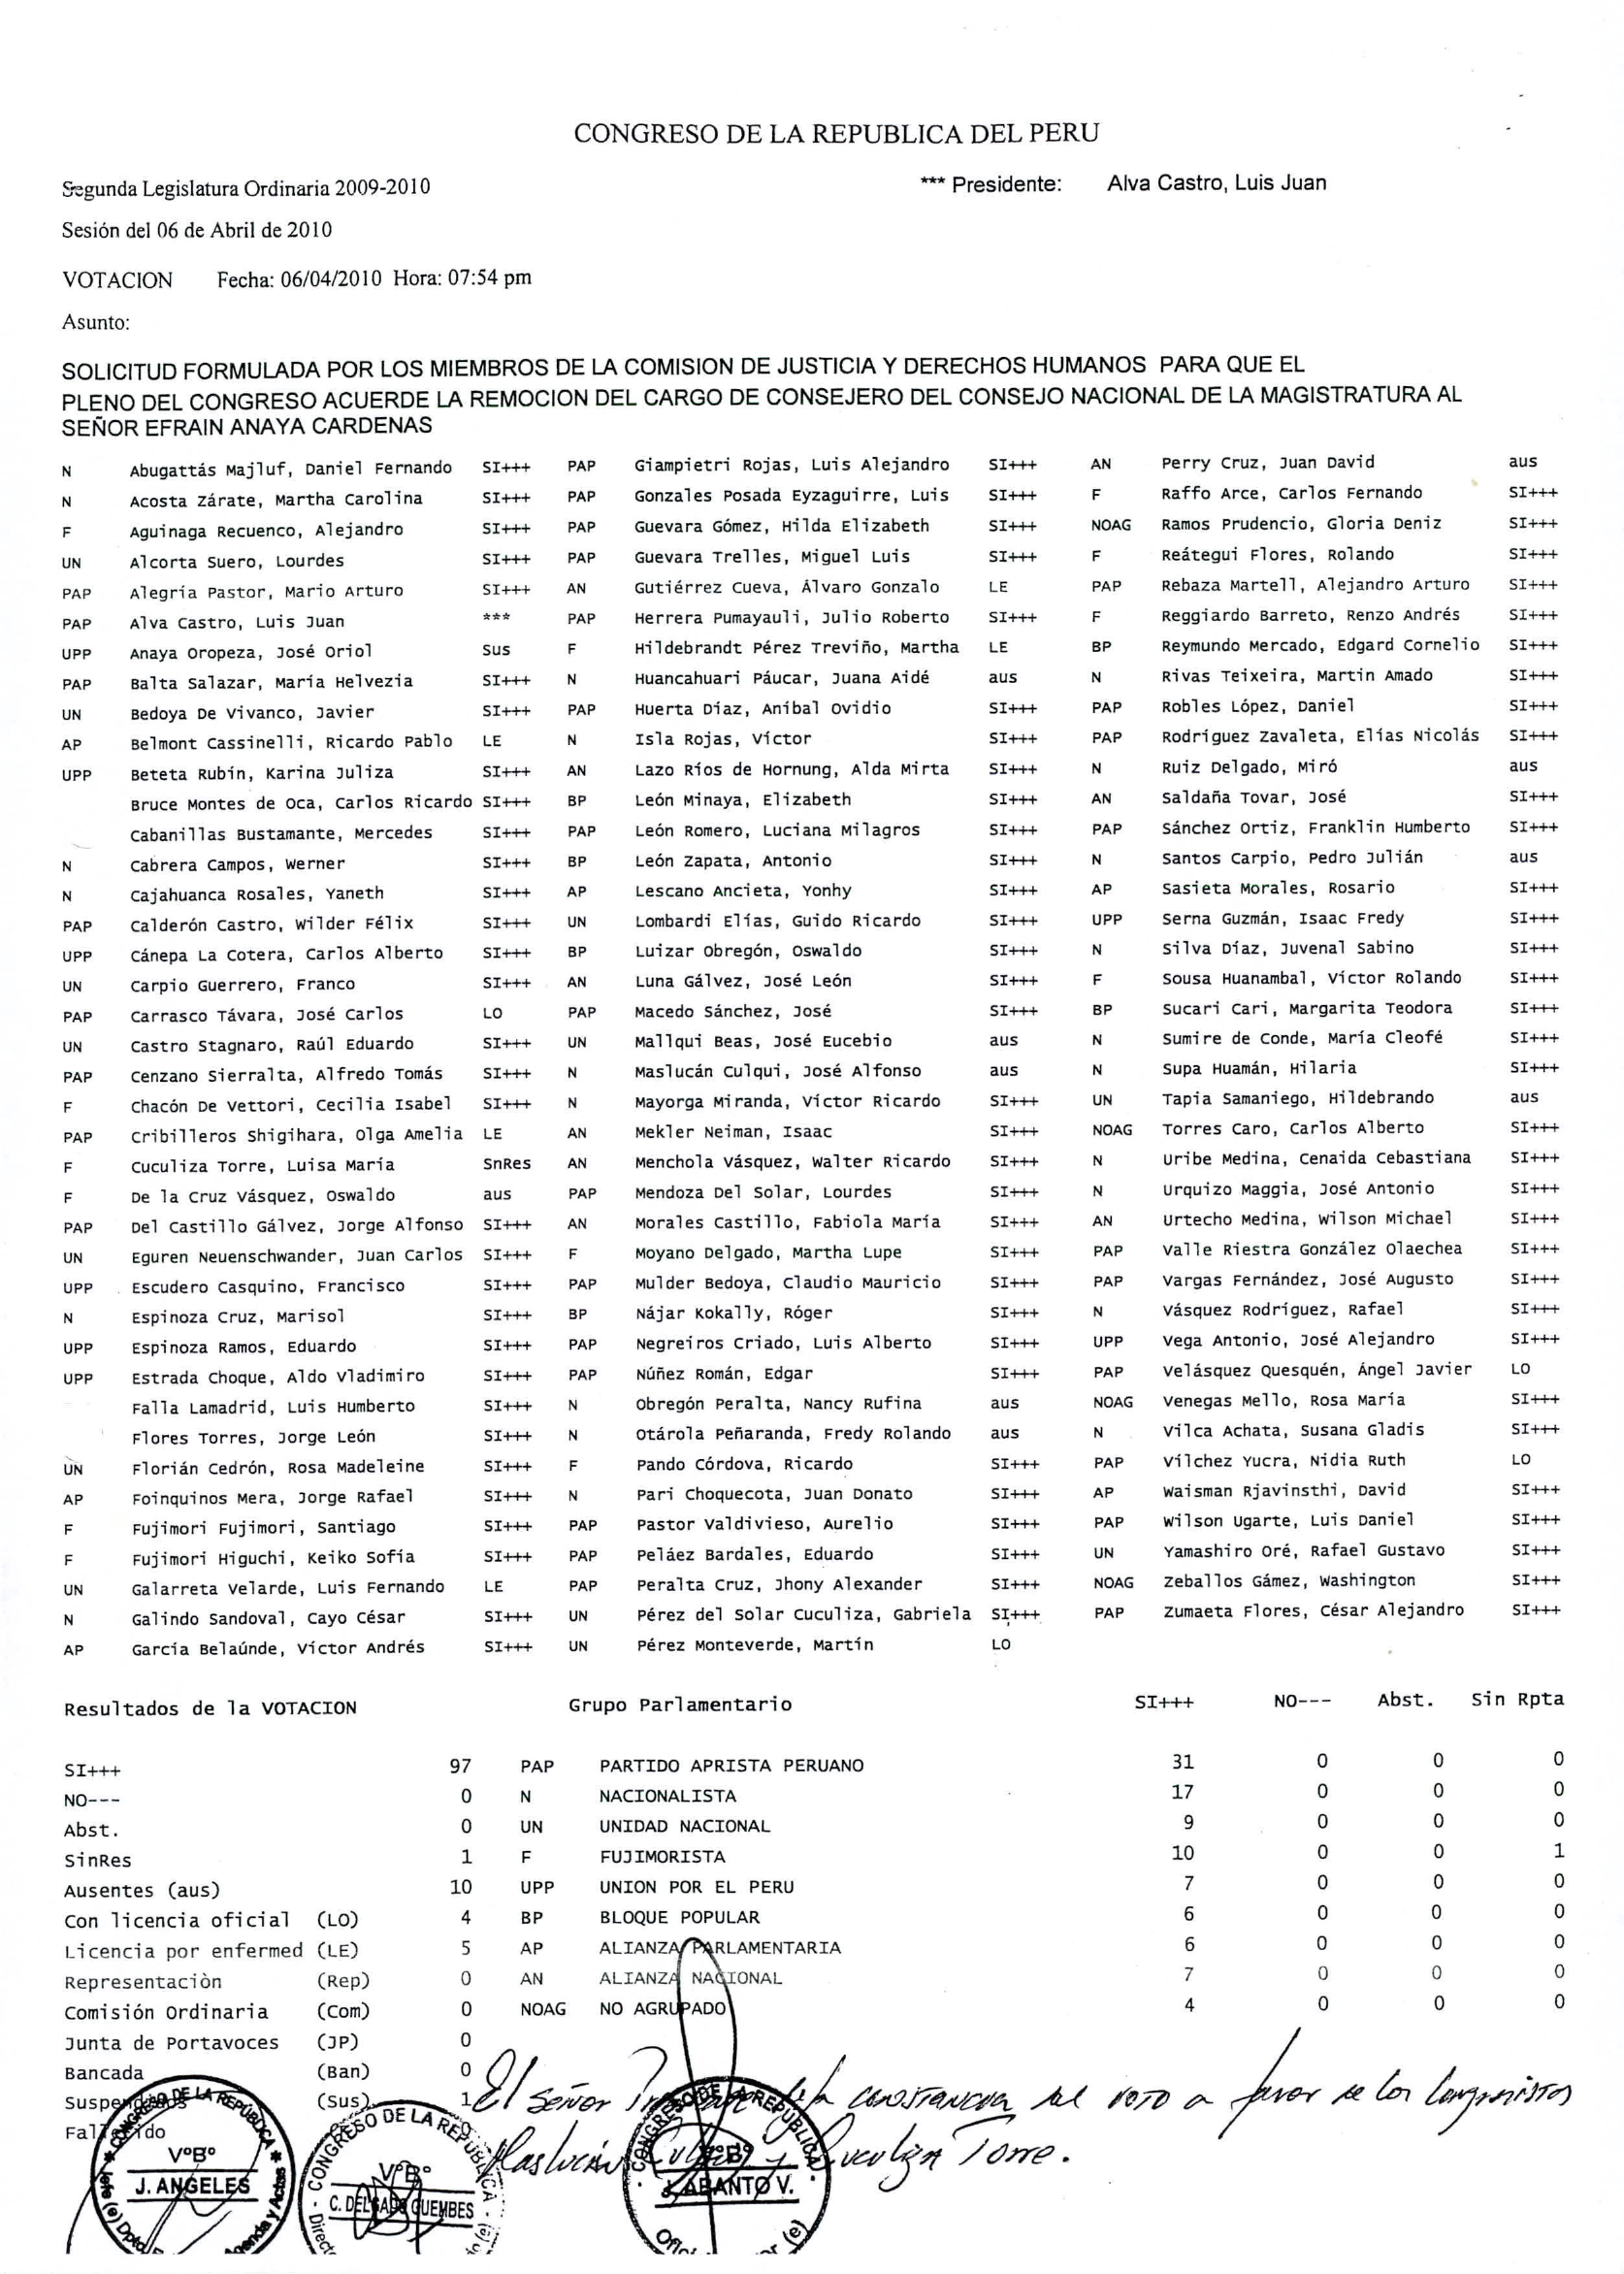 CONGRESO DE LA REPUBLICA DEL PERU
Segunda Legislatura Ordinaria 2009-2010 *** Presidente: Alva Castro, Luis Juan
Sesión del 06 de Abril de 2010
VOTACION Fecha: 06/04/2010 Hora: 07:54 pm
Asunto:
SOLICITUD FORMULADA POR LOS MIEMBROS DE LA COMISION DE JUSTICIA Y DERECHOS HUMANOS PARA QUE EL
PLENO DEL CONGRESO ACUERDE LA REMOCION DEL CARGO DE CONSEJERO DEL CONSEJO NACIONAL DE LA MAGISTRATURA AL
SEÑOR EFRAIN ANAYA CARDENAS
N Abugattás Majluf, Daniel Fernando SI+++ PAP Giampietri Rojas, Luis Alejandro SI+++ AN Perry Cruz, Juan David aus
N Acosta Zárate, Martha Carolina SI+++ PAP Gonzales Posada Eyzaguirre, Luis SI+++ F Raffo Arce, Carlos Fernando SI+++
F Aguinaga Recuenco, Alejandro SI+++ PAP Guevara Gómez, Hilda Elizabeth SI+++ NOAG Ramos Prudencio, Gloria Deniz SI+++
UN Alcorta Suero, Lourdes SI+++ PAP Guevara Trelles, Miguel Luis SI+++ F Reátegui Flores, Rolando SI+++
PAP Alegría Pastor, Mario Arturo SI+++ AN Gutiérrez Cueva, Álvaro Gonzalo LE PAP Rebaza Martell, Alejandro Arturo SI+++
PAP Alva Castro, Luis Juan *** PAP Herrera Pumayauli, Julio Roberto SI+++ F Reggiardo Barreto, Renzo Andrés SI+++
UPP Anaya Oropeza, José Oriol Sus F Hildebrandt Pérez Treviño, Martha LE BP Reymundo Mercado, Edgard Cornelio SI+++
PAP Balta Salazar, María Helvezia SI+++ N Huancahuari Páucar, Juana Aidé aus N Rivas Teixeira, Martin Amado SI+++
UN Bedoya De Vivanco, Javier SI+++ PAP Huerta Díaz, Aníbal Ovidio SI+++ PAP Robles López, Daniel SI+++
AP Belmont Cassinelli, Ricardo Pablo LE N Isla Rojas, Víctor SI+++ PAP Rodríguez Zavaleta, Elías Nicolás SI+++
UPP Beteta Rubín, Karina Juliza SI+++ AN Lazo Ríos de Hornung, Alda Mirta SI+++ N Ruiz Delgado, Miró aus
Bruce Montes de Oca, Carlos Ricardo SI+++ BP León Minaya, Elizabeth SI+++ AN Saldaña Tovar, José SI+++
Cabanillas Bustamante, Mercedes SI+++ PAP León Romero, Luciana Milagros SI+++ PAP Sánchez Ortiz, Franklin Humberto SI+++
N Cabrera Campos, Werner SI+++ BP León Zapata, Antonio SI+++ N Santos Carpio, Pedro Julián aus
N Cajahuanca Rosales, Yaneth SI+++ AP Lescano Ancieta, Yonhy SI+++ AP Sasieta Morales, Rosario SI+++
PAP Calderón Castro, Wilder Félix SI+++ UN Lombardi Elías, Guido Ricardo SI+++ UPP Serna Guzmán, Isaac Fredy SI+++
UPP Cánepa La Cotera, Carlos Alberto SI+++ BP Luizar Obregón, Oswaldo SI+++ N Silva Díaz, Juvenal Sabino SI+++
UN Carpio Guerrero, Franco SI+++ AN Luna Gálvez, José León SI+++ F Sousa Huanambal, Víctor Rolando SI+++
PAP Carrasco Távara, José Carlos LO PAP Macedo Sánchez, José SI+++ BP Sucari Cari, Margarita Teodora SI+++
UN Castro Stagnaro, Raúl Eduardo SI+++ UN Mallqui Beas, José Eucebio aus N Sumire de Conde, María Cleofé SI+++
PAP Cenzano Sierralta, Alfredo Tomás SI+++ N Maslucán Culqui, José Alfonso aus N Supa Huamán, Hilaria SI+++
F Chacón De Vettori, Cecilia Isabel SI+++ N Mayorga Miranda, Víctor Ricardo SI+++ UN Tapia Samaniego, Hildebrando aus
PAP Cribilleros Shigihara, Olga Amelia LE AN Mekler Neiman, Isaac SI+++ NOAG Torres Caro, Carlos Alberto SI+++
F Cuculiza Torre, Luisa María SnRes AN Menchola Vásquez, Walter Ricardo SI+++ N Uribe Medina, Cenaida Cebastiana SI+++
F De la Cruz Vásquez, Oswaldo aus PAP Mendoza Del Solar, Lourdes SI+++ N Urquizo Maggia, José Antonio SI+++
PAP Del Castillo Gálvez, Jorge Alfonso SI+++ AN Morales Castillo, Fabiola María SI+++ AN Urtecho Medina, Wilson Michael SI+++
UN Eguren Neuenschwander, Juan Carlos SI+++ F Moyano Delgado, Martha Lupe SI+++ PAP Valle Riestra González Olaechea SI+++
UPP Escudero Casquino, Francisco SI+++ PAP Mulder Bedoya, Claudio Mauricio SI+++ PAP Vargas Fernández, José Augusto SI+++
N Espinoza Cruz, Marisol SI+++ BP Nájar Kokally, Róger SI+++ N Vásquez Rodríguez, Rafael SI+++
UPP Espinoza Ramos, Eduardo SI+++ PAP Negreiros Criado, Luis Alberto SI+++ UPP Vega Antonio, José Alejandro SI+++
UPP Estrada Choque, Aldo Vladimiro SI+++ PAP Núñez Román, Edgar SI+++ PAP Velásquez Quesquén, Ángel Javier LO
Falla Lamadrid, Luis Humberto SI+++ N Obregón Peralta, Nancy Rufina aus NOAG Venegas Mello, Rosa María SI+++
Flores Torres, Jorge León SI+++ N Otárola Peñaranda, Fredy Rolando aus N Vilca Achata, Susana Gladis SI+++
UN Florián Cedrón, Rosa Madeleine SI+++ F Pando Córdova, Ricardo SI+++ PAP Vílchez Yucra, Nidia Ruth LO
AP Foinquinos Mera, Jorge Rafael SI+++ N Pari Choquecota, Juan Donato SI+++ AP Waisman Rjavinsthi, David SI+++
F Fujimori Fujimori, Santiago SI+++ PAP Pastor Valdivieso, Aurelio SI+++ PAP Wilson Ugarte, Luis Daniel SI+++
F Fujimori Higuchi, Keiko Sofía SI+++ PAP Peláez Bardales, Eduardo SI+++ UN Yamashiro Oré, Rafael Gustavo SI+++
UN Galarreta Velarde, Luis Fernando LE PAP Peralta Cruz, Jhony Alexander SI+++ NOAG Zeballos Gámez, Washington SI+++
N Galindo Sandoval, Cayo César SI+++ UN Pérez del Solar Cuculiza, Gabriela SI+++ PAP Zumaeta Flores, César Alejandro SI+++
AP García Belaúnde, Víctor Andrés SI+++ UN Pérez Monteverde, Martín LO
Resultados de la VOTACION Grupo Parlamentario SI+++ NO--- Abst. Sin Rpta
SI+++ 97 PAP PARTIDO APRISTA PERUANO 31 0 0 0
NO--- 0 N NACIONALISTA 17 0 0 0
Abst. 0 UN UNIDAD NACIONAL 9 0 0 0
SinRes 1 F FUJIMORISTA 10 0 0 1
Ausentes (aus) 10 UPP UNION POR EL PERU 7 0 0 0
Con licencia oficial (LO) 4 BP BLOQUE POPULAR 6 0 0 0
Licencia por enfermed (LE) 5 AP ALIANZA PARLAMENTARIA 6 0 0 0
Representaciòn (Rep) 0 AN ALIANZA NACIONAL 7 0 0 0
Comisión Ordinaria (Com) 0 NOAG NO AGRUPADO 4 0 0 0
Junta de Portavoces (JP) 0
Bancada (Ban) 0
Suspendidos (Sus) 1
El señor deja constancia del voto a favor de los congresistas
Fallecido
Maslucán Culqui y Cuculiza Torre.
CONGRESO DE LA REPÚBLICA
VºBº
J. ANGELES
Jefe (e) Dpto. Agenda y Actas
CONGRESO DE LA REPÚBLICA
VºBº
C. DELGADO GUEMBES
(e)
CONGRESO DE LA REPUBLICA
VºBº
J. ABANTO V.
(e)